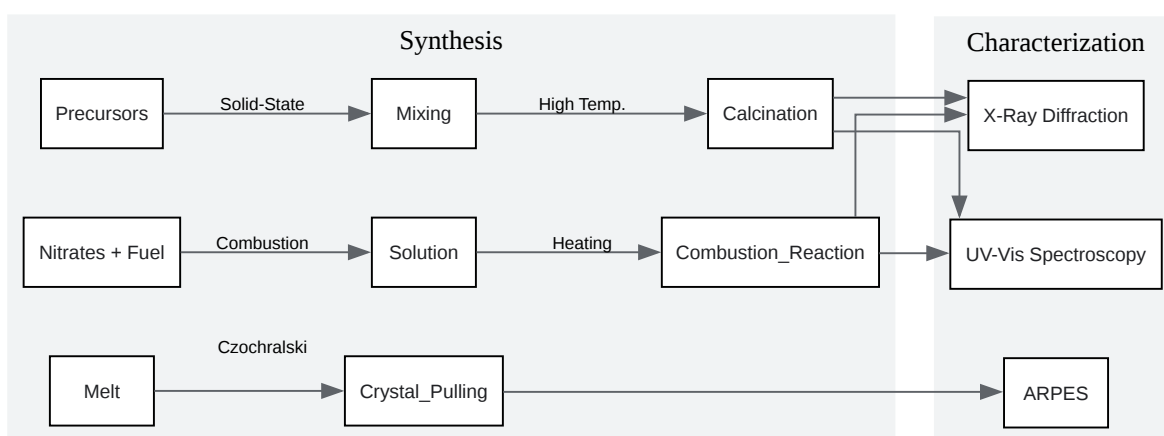 Synthesis
Characterization
Precursors
Solid-State
Mixing
High Temp.
Calcination
X-Ray Diffraction
Nitrates + Fuel
Combustion
Solution
Heating
Combustion_Reaction
UV-Vis Spectroscopy
Czochralski
Melt
Crystal_Pulling
ARPES